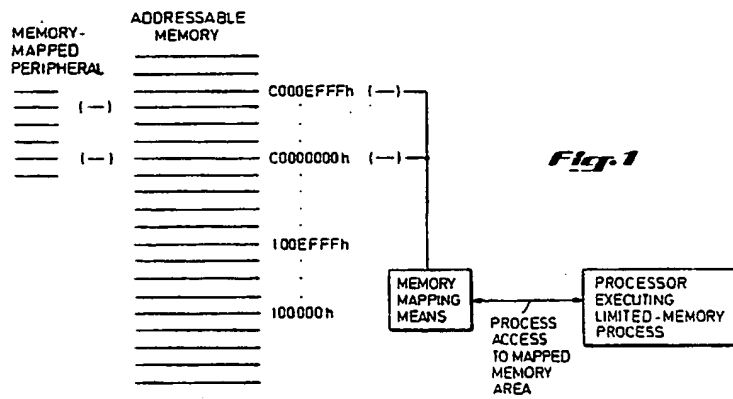 MEMORY-
MAPPED
PERIPHERAL
ADDRESSABLE
MEMORY
C000EFFFh (—)
(—)
(—)
C0000000h (—)
Fig.1
100EFFFh
100000h
MEMORY
MAPPING
MEANS
PROCESS
ACCESS
TO MAPPED
MEMORY
AREA
PROCESSOR
EXECUTING
LIMITED-MEMORY
PROCESS